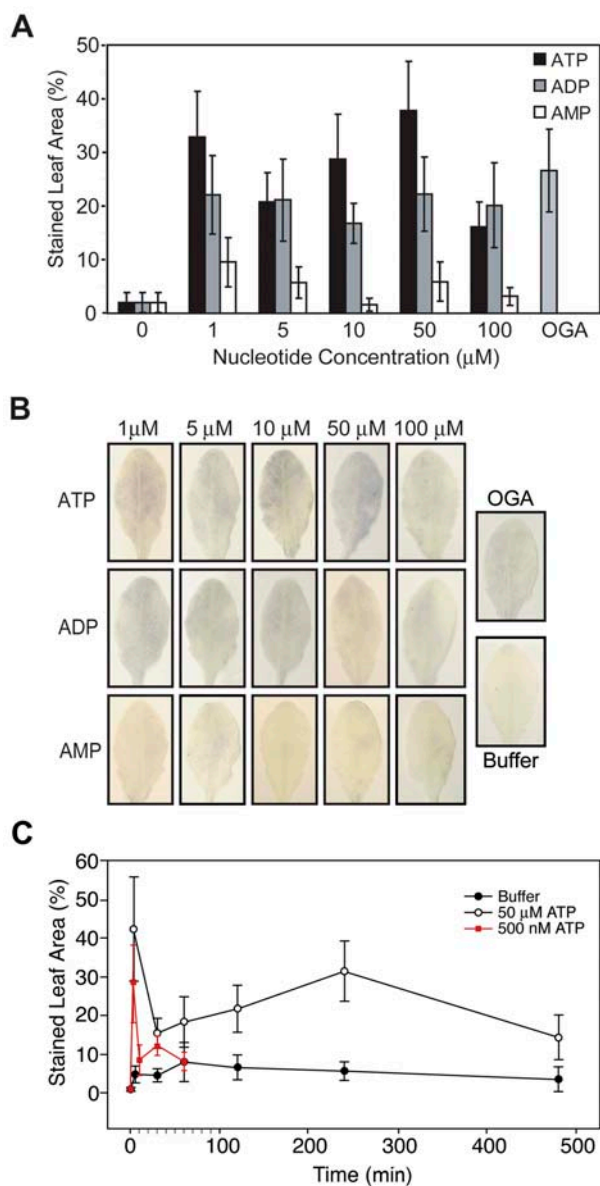 A
Stained Leaf Area (%)
50
40
30
20
10
0
ATP
ADP
AMP
0 1 5 10 50 100 OGA
Nucleotide Concentration (μM)
B
1μM 5 μM 10 μM 50 μM 100 μM
ATP
OGA
ADP
Buffer
AMP
C
Stained Leaf Area (%)
60
50
40
30
20
10
0
Buffer
50 μM ATP
500 nM ATP
0 100 200 300 400 500
Time (min)